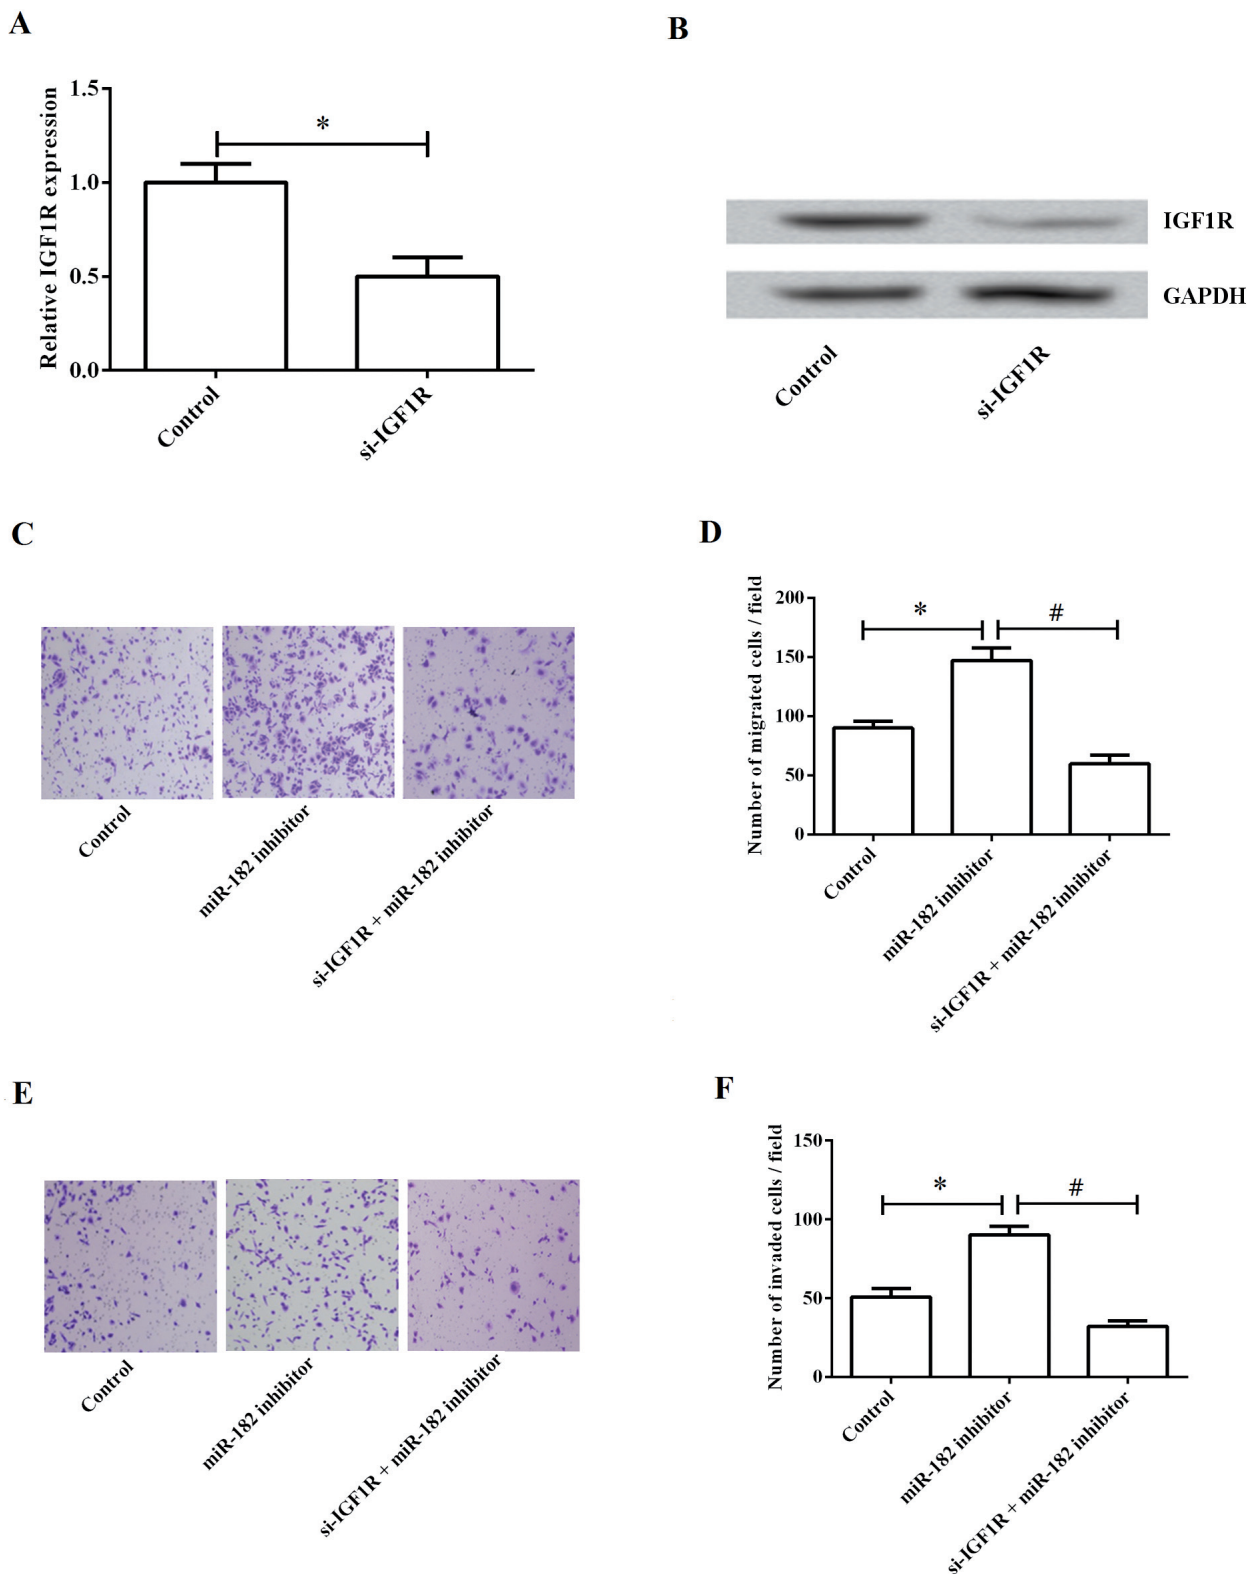 A
B
Relative IGF1R expression
1.5
1.0
0.5
0.0
*
Control
si-IGF1R
IGF1R
GAPDH
Control
si-IGF1R
C
D
Control
miR-182 inhibitor
si-IGF1R + miR-182 inhibitor
Number of migrated cells / field
200
150
100
50
0
*
#
Control
miR-182 inhibitor
si-IGF1R + miR-182 inhibitor
E
F
Control
miR-182 inhibitor
si-IGF1R + miR-182 inhibitor
Number of invaded cells / field
150
100
50
0
*
#
Control
miR-182 inhibitor
si-IGF1R + miR-182 inhibitor